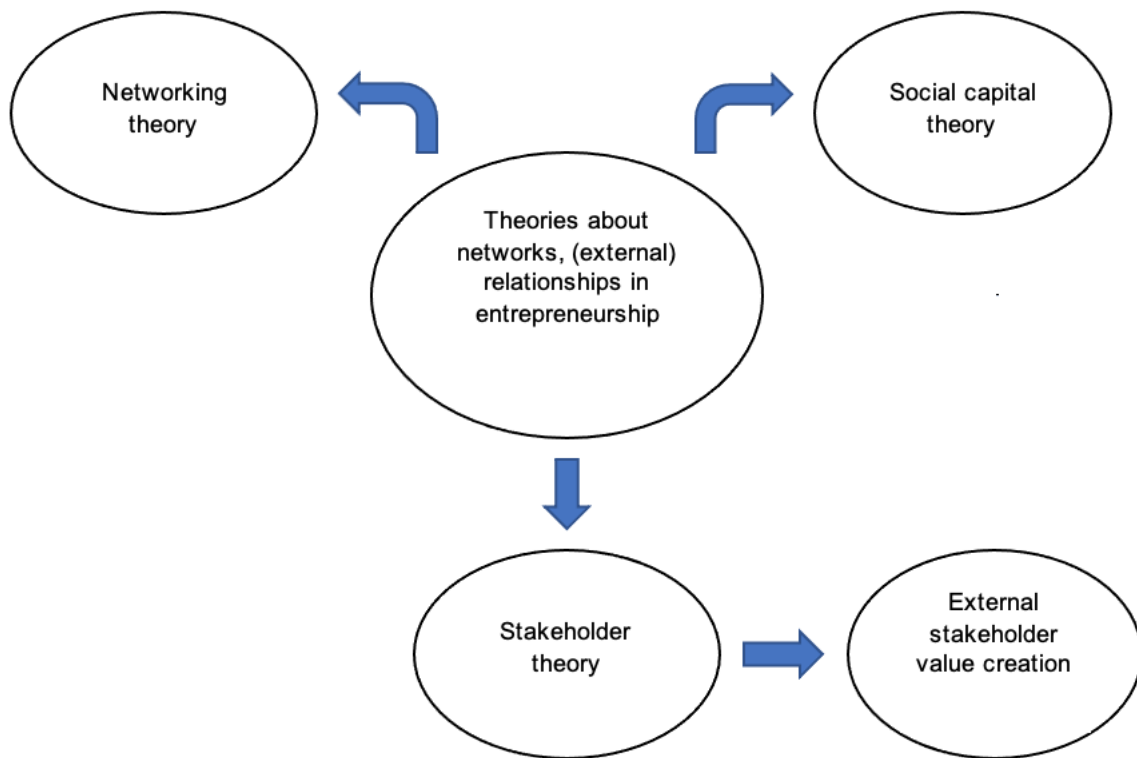 Networking
theory
Social capital
theory
Theories about
networks, (external)
relationships in
entrepreneurship
Stakeholder
theory
External
stakeholder
value creation